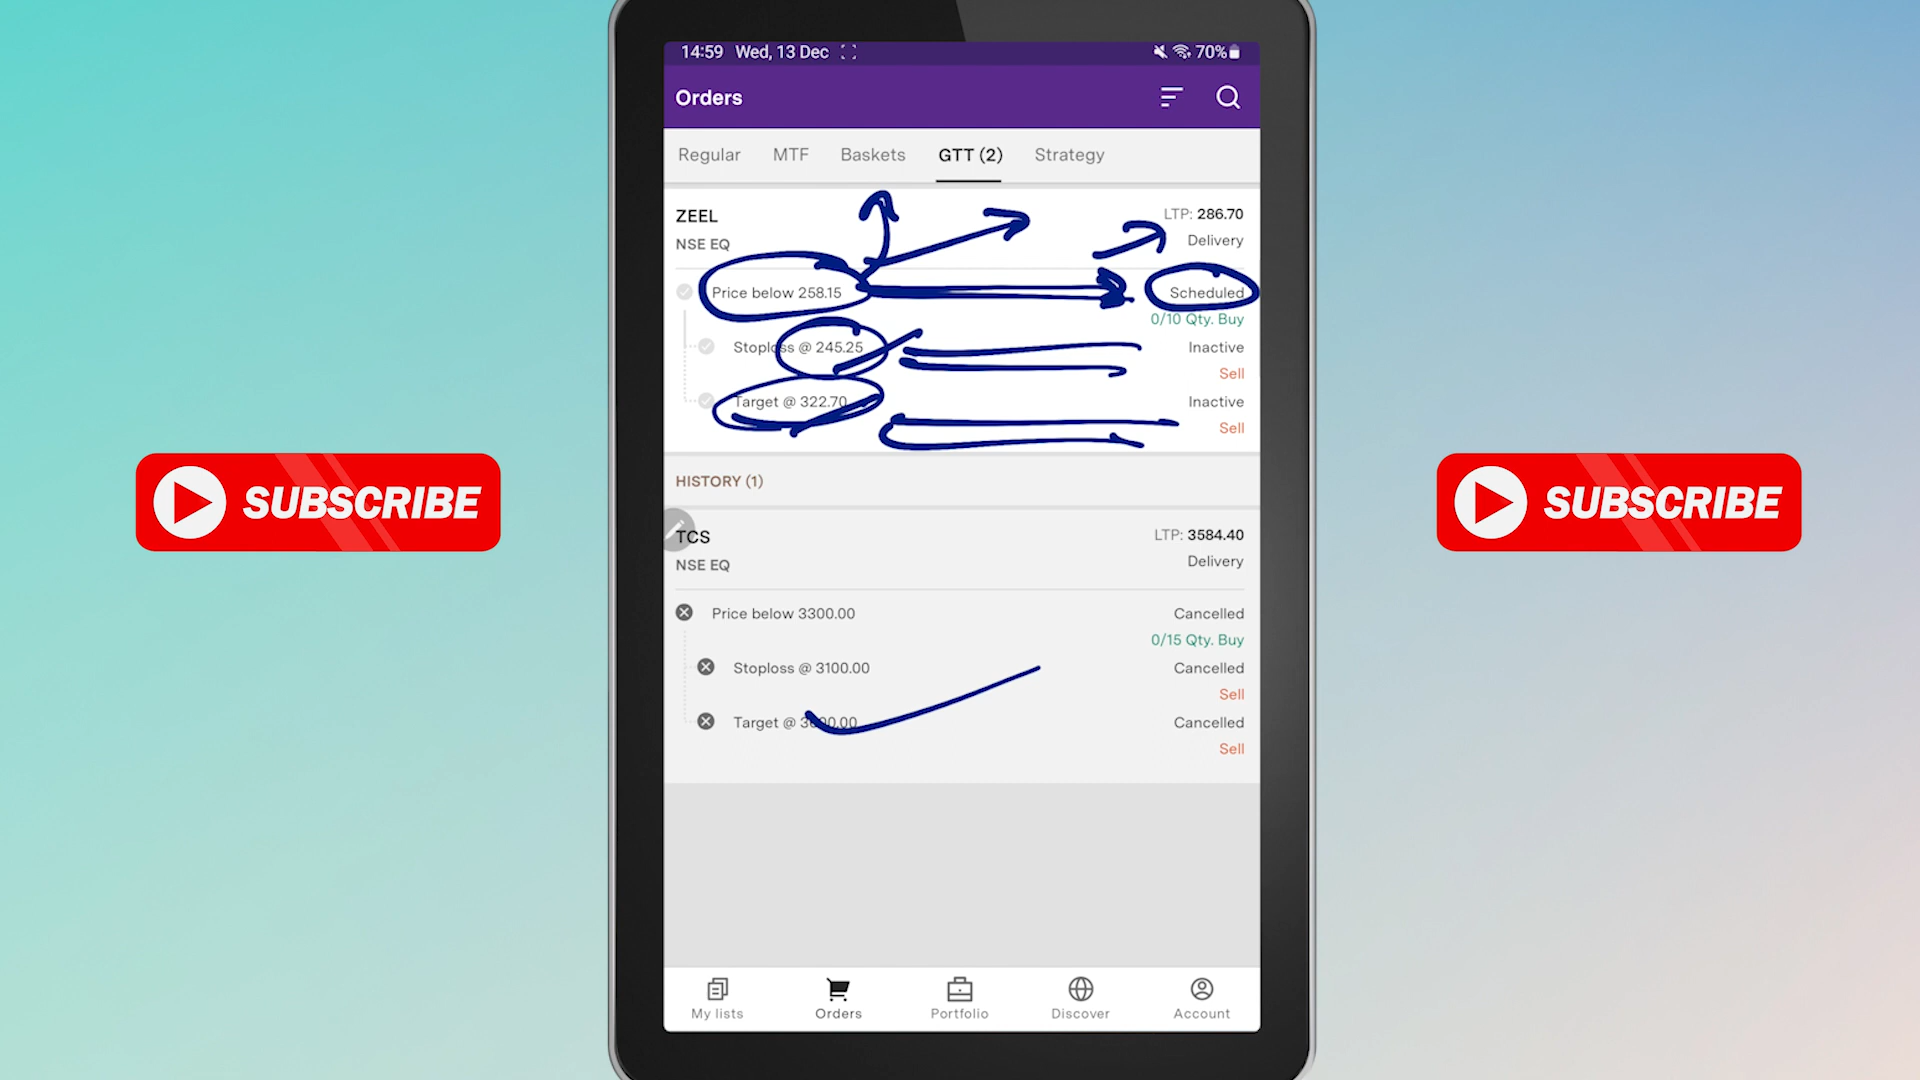 14:59 Wed, 13 Dec 70%
Orders
Regular MTF Baskets GTT (2) Strategy
ZEEL LTP: 286.70
NSE EQ Delivery
Price below 258.15 Scheduled
0/10 Qty. Buy
Stoploss @ 245.25 Inactive
Sell
Target @ 322.70 Inactive
Sell
HISTORY (1)
TCS LTP: 3584.40
NSE EQ Delivery
Price below 3300.00 Cancelled
0/15 Qty. Buy
Stoploss @ 3100.00 Cancelled
Sell
Target @ Cancelled
Sell
My lists Orders Portfolio Discover Account
SUBSCRIBE
SUBSCRIBE